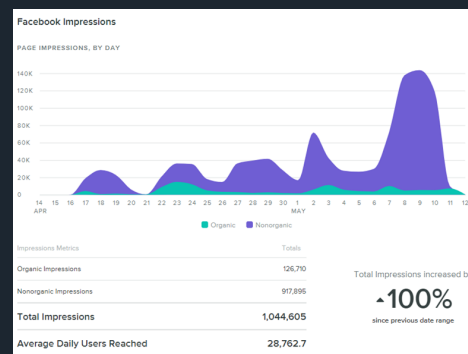 Facebook Impressions
PAGE IMPRESSIONS, BY DAY
140K
120K
100K
80K
60K
40K
20K
0
14 15 16 17 18 19 20 21 22 23 24 25 26 27 28 29 30 1 2 3 4 5 6 7 8 9 10 11 12
APR MAY
Organic Nonorganic
Impressions Metrics Totals
Organic Impressions 126,710
Nonorganic Impressions 917,895
Total Impressions 1,044,605
Average Daily Users Reached 28,762.7
Total Impressions increased b
100%
since previous date range